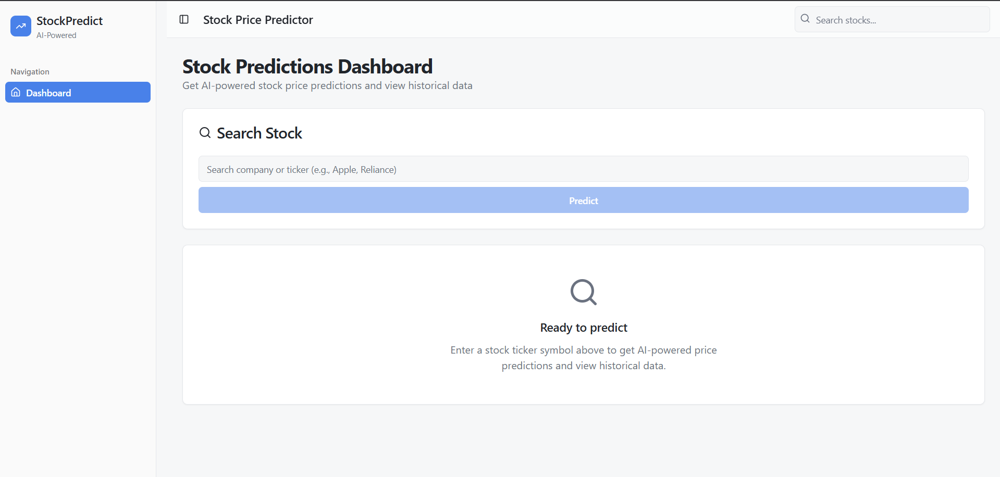 StockPredict
AI-Powered
Navigation
Dashboard
Stock Price Predictor
Search stocks...
Stock Predictions Dashboard
Get AI-powered stock price predictions and view historical data
Search Stock
Search company or ticker (e.g., Apple, Reliance)
Predict
Ready to predict
Enter a stock ticker symbol above to get AI-powered price
predictions and view historical data.